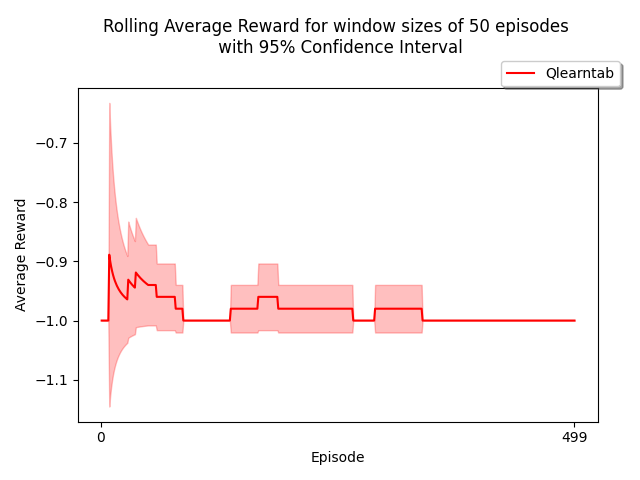 Rolling Average Reward for window sizes of 50 episodes
with 95% Confidence Interval
Qlearntab
Average Reward
−0.7
−0.8
−0.9
−1.0
−1.1
0
499
Episode